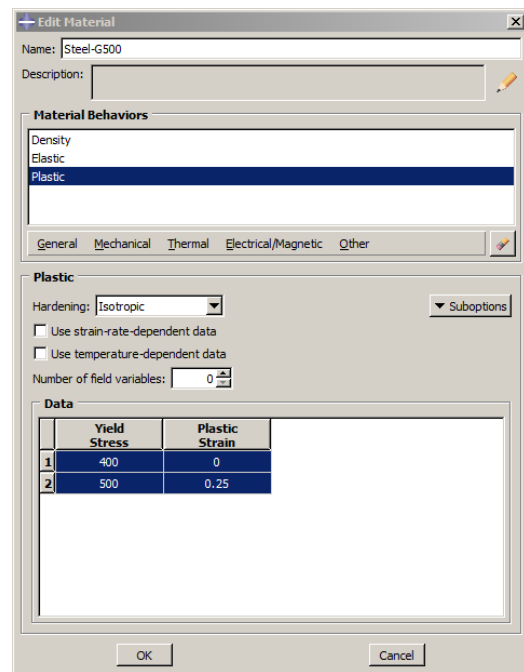 Edit Material
Name: Steel-G500
Description:
Material Behaviors
Density
Elastic
Plastic
General Mechanical Thermal Electrical/Magnetic Other
Plastic
Hardening: Isotropic
Suboptions
Use strain-rate-dependent data
Use temperature-dependent data
Number of field variables: 0
Data
Yield Plastic
Stress Strain
1 400 0
2 500 0.25
OK Cancel